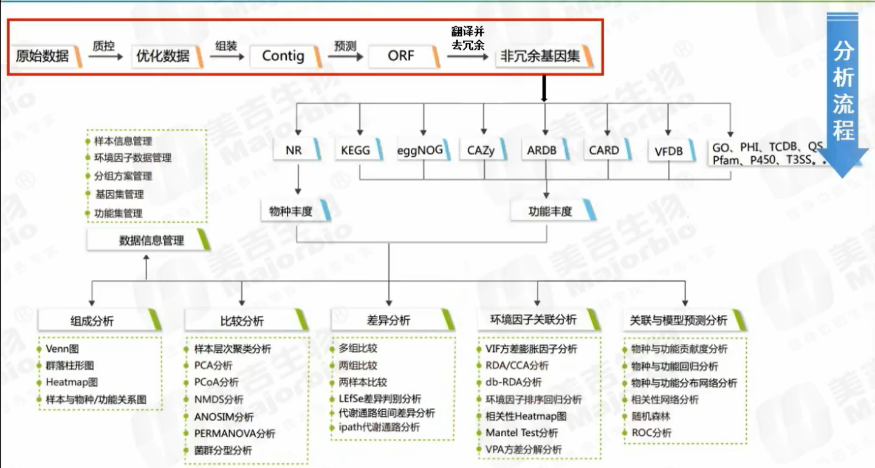 原始数据
质控
优化数据
组装
Contig
预测
ORF
翻译并
去冗余
非冗余基因集
分析流程
NR
KEGG
eggNOG
CAZy
ARDB
CARD
VFDB
GO、PHI、TCDB、QS、
Pfam、P450、T3SS。。
物种丰度
功能丰度
样本信息管理
环境因子数据管理
分组方案管理
基因集管理
功能集管理
数据信息管理
组成分析
Venn图
群落柱形图
Heatmap图
样本与物种/功能关系图
比较分析
样本层次聚类分析
PCA分析
PCoA分析
NMDS分析
ANOSIM分析
PERMANOVA分析
菌群分型分析
差异分析
多组比较
两组比较
两样本比较
LEfSe差异判别分析
代谢通路组间差异分析
ipath代谢通路分析
环境因子关联分析
VIF方差膨胀因子分析
RDA/CCA分析
db-RDA分析
环境因子排序回归分析
相关性Heatmap图
Mantel Test分析
VPA方差分解分析
关联与模型预测分析
物种与功能贡献度分析
物种与功能回归分析
物种与功能分布网络分析
相关性网络分析
随机森林
ROC分析
美吉生物®
Majorbio